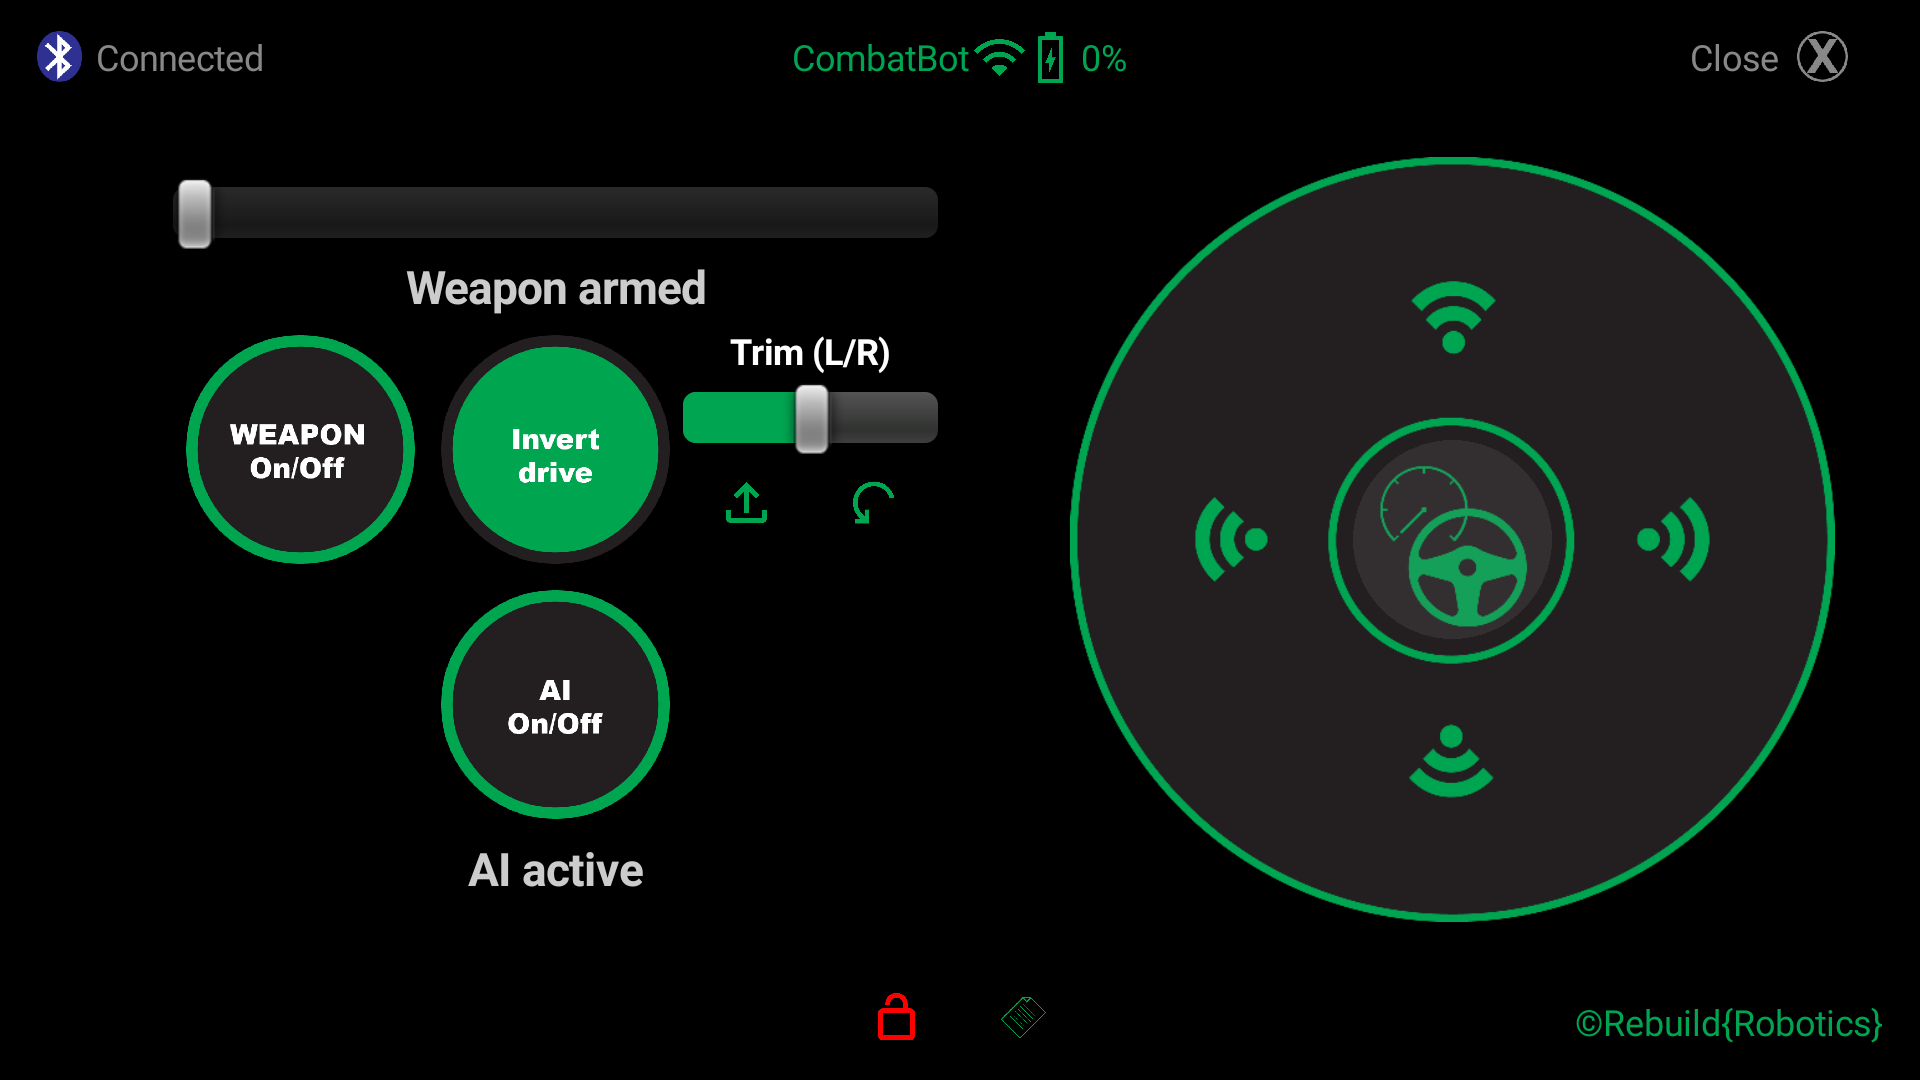 Connected
CombatBot 0%
Close X
Weapon armed
WEAPON
On/Off
Invert
drive
Trim (L/R)
AI
On/Off
AI active
©Rebuild{Robotics}